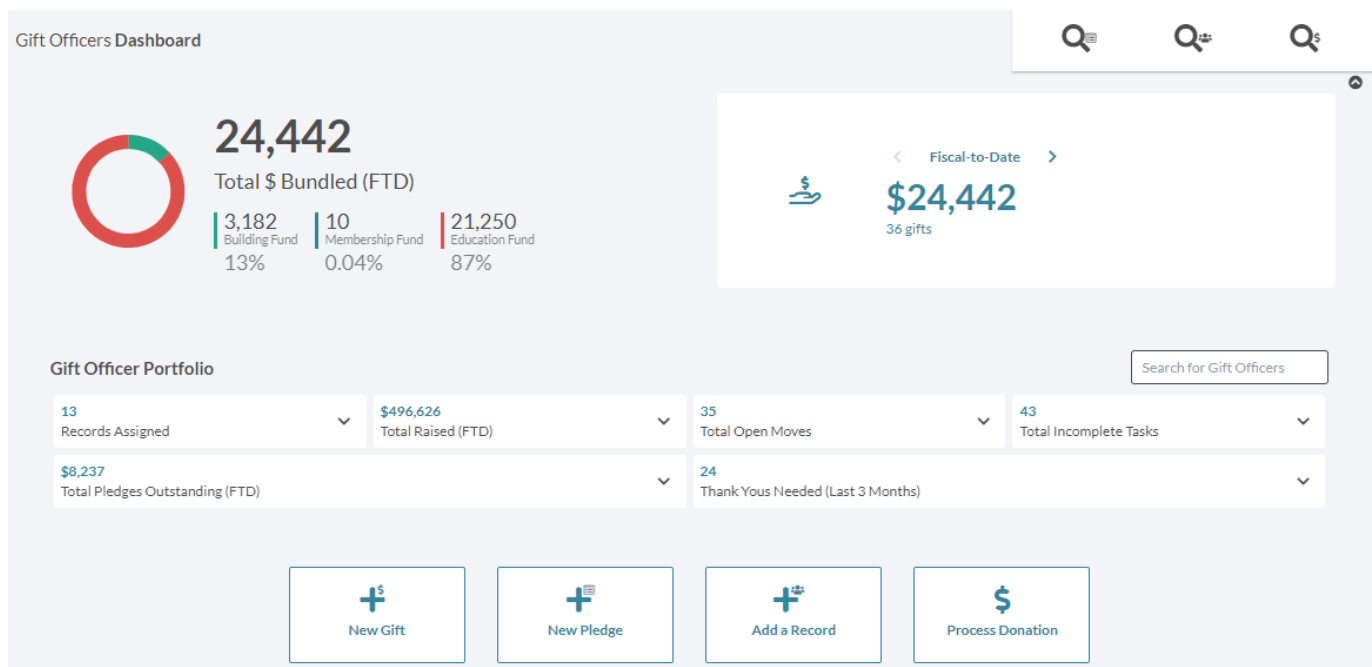 Gift Officers Dashboard
24,442
Total $ Bundled (FTD)
3,182
Building Fund
13%
10
Membership Fund
0.04%
21,250
Education Fund
87%
Fiscal-to-Date
$24,442
36 gifts
Gift Officer Portfolio
Search for Gift Officers
13
Records Assigned
$496,626
Total Raised (FTD)
35
Total Open Moves
43
Total Incomplete Tasks
$8,237
Total Pledges Outstanding (FTD)
24
Thank Yous Needed (Last 3 Months)
New Gift
New Pledge
Add a Record
Process Donation